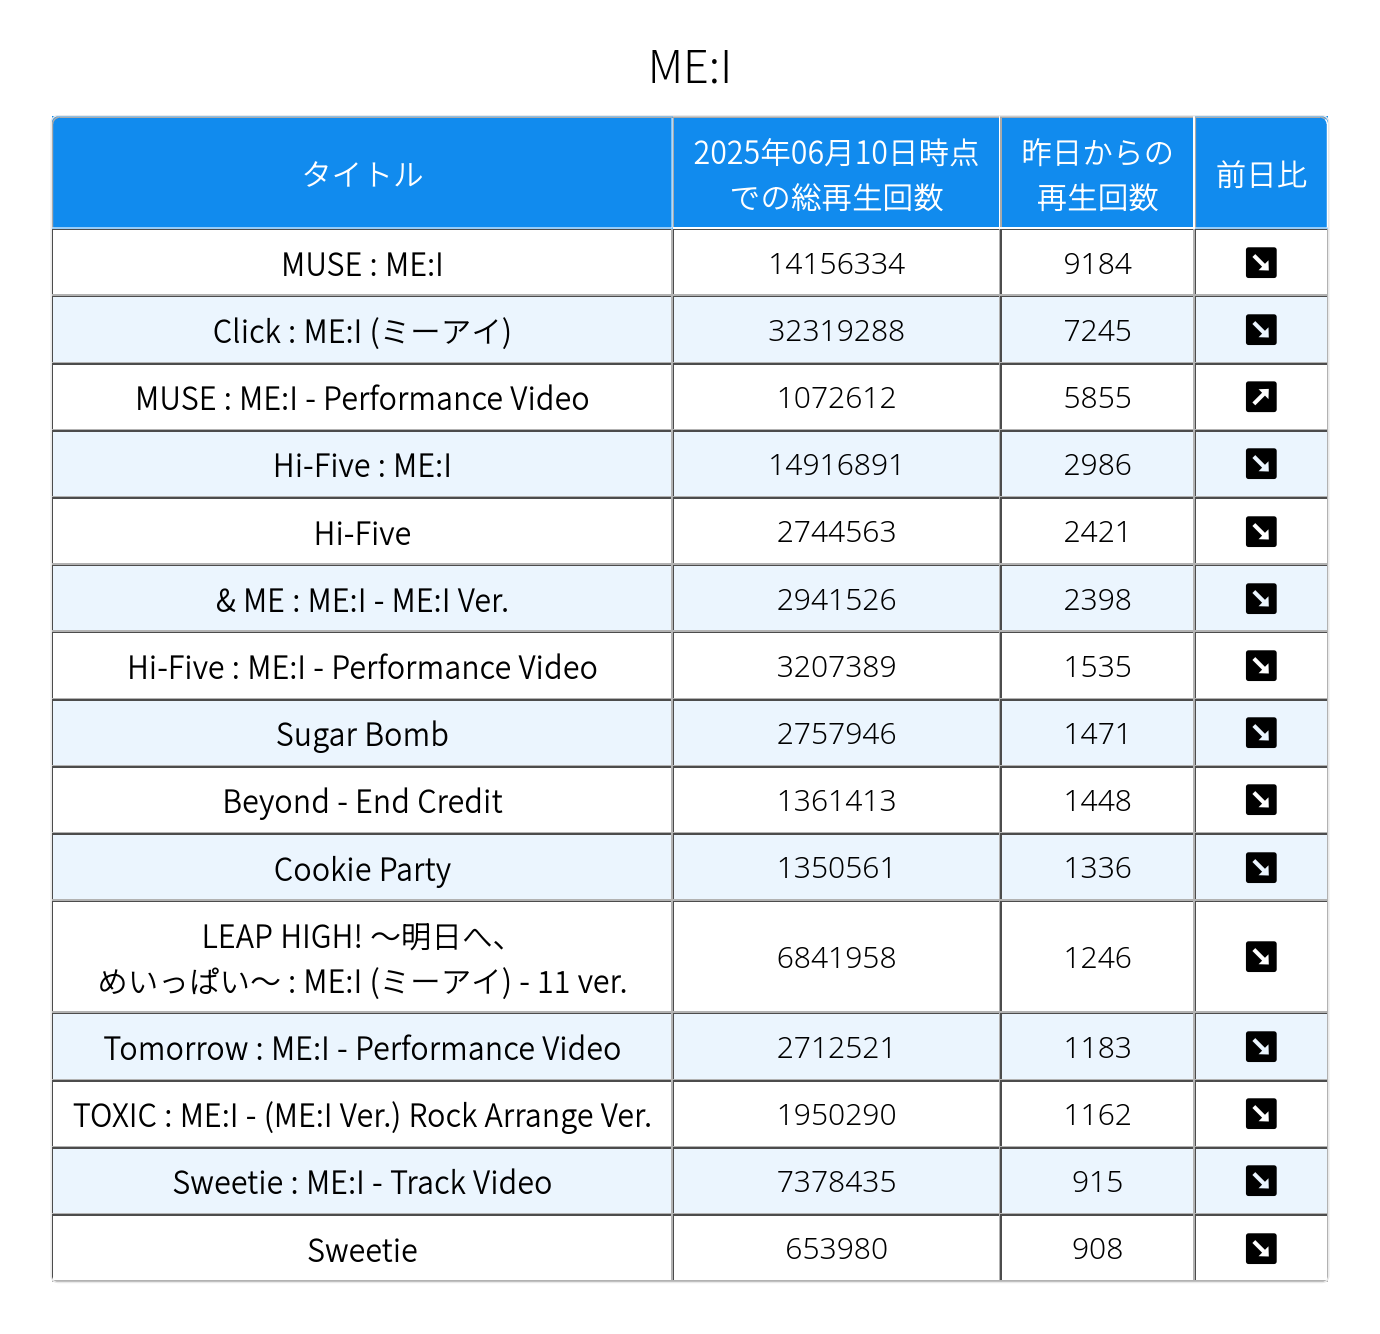 ME:I
タイトル
2025年06月10日時点
での総再生回数
昨日からの
再生回数
前日比
MUSE : ME:I 14156334 9184
Click : ME:I (ミーアイ) 32319288 7245
MUSE : ME:I - Performance Video 1072612 5855
Hi-Five : ME:I 14916891 2986
Hi-Five 2744563 2421
& ME : ME:I - ME:I Ver. 2941526 2398
Hi-Five : ME:I - Performance Video 3207389 1535
Sugar Bomb 2757946 1471
Beyond - End Credit 1361413 1448
Cookie Party 1350561 1336
LEAP HIGH! 〜明日へ、
めいっぱい〜 : ME:I (ミーアイ) - 11 ver. 6841958 1246
Tomorrow : ME:I - Performance Video 2712521 1183
TOXIC : ME:I - (ME:I Ver.) Rock Arrange Ver. 1950290 1162
Sweetie : ME:I - Track Video 7378435 915
Sweetie 653980 908